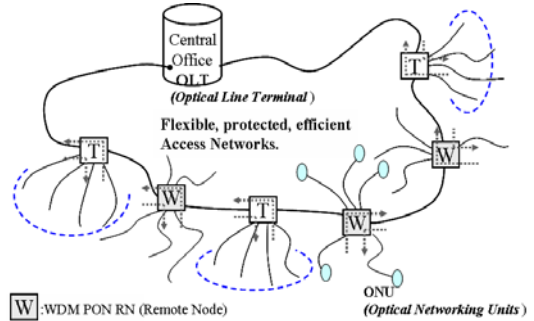 Central
Office
OLT
(Optical Line Terminal)
T
Flexible, protected, efficient
Access Networks.
T
W
W
T
W
ONU
(Optical Networking Units)
W :WDM PON RN (Remote Node)